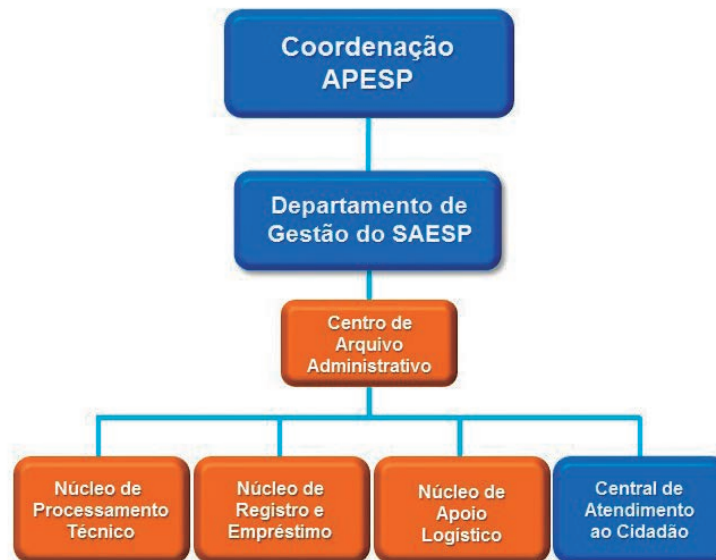 Coordenação
APESP
Departamento de
Gestão do SAESP
Centro de
Arquivo
Administrativo
Núcleo de
Processamento
Técnico
Núcleo de
Registro e
Empréstimo
Núcleo de
Apoio
Logístico
Central de
Atendimento
ao Cidadão